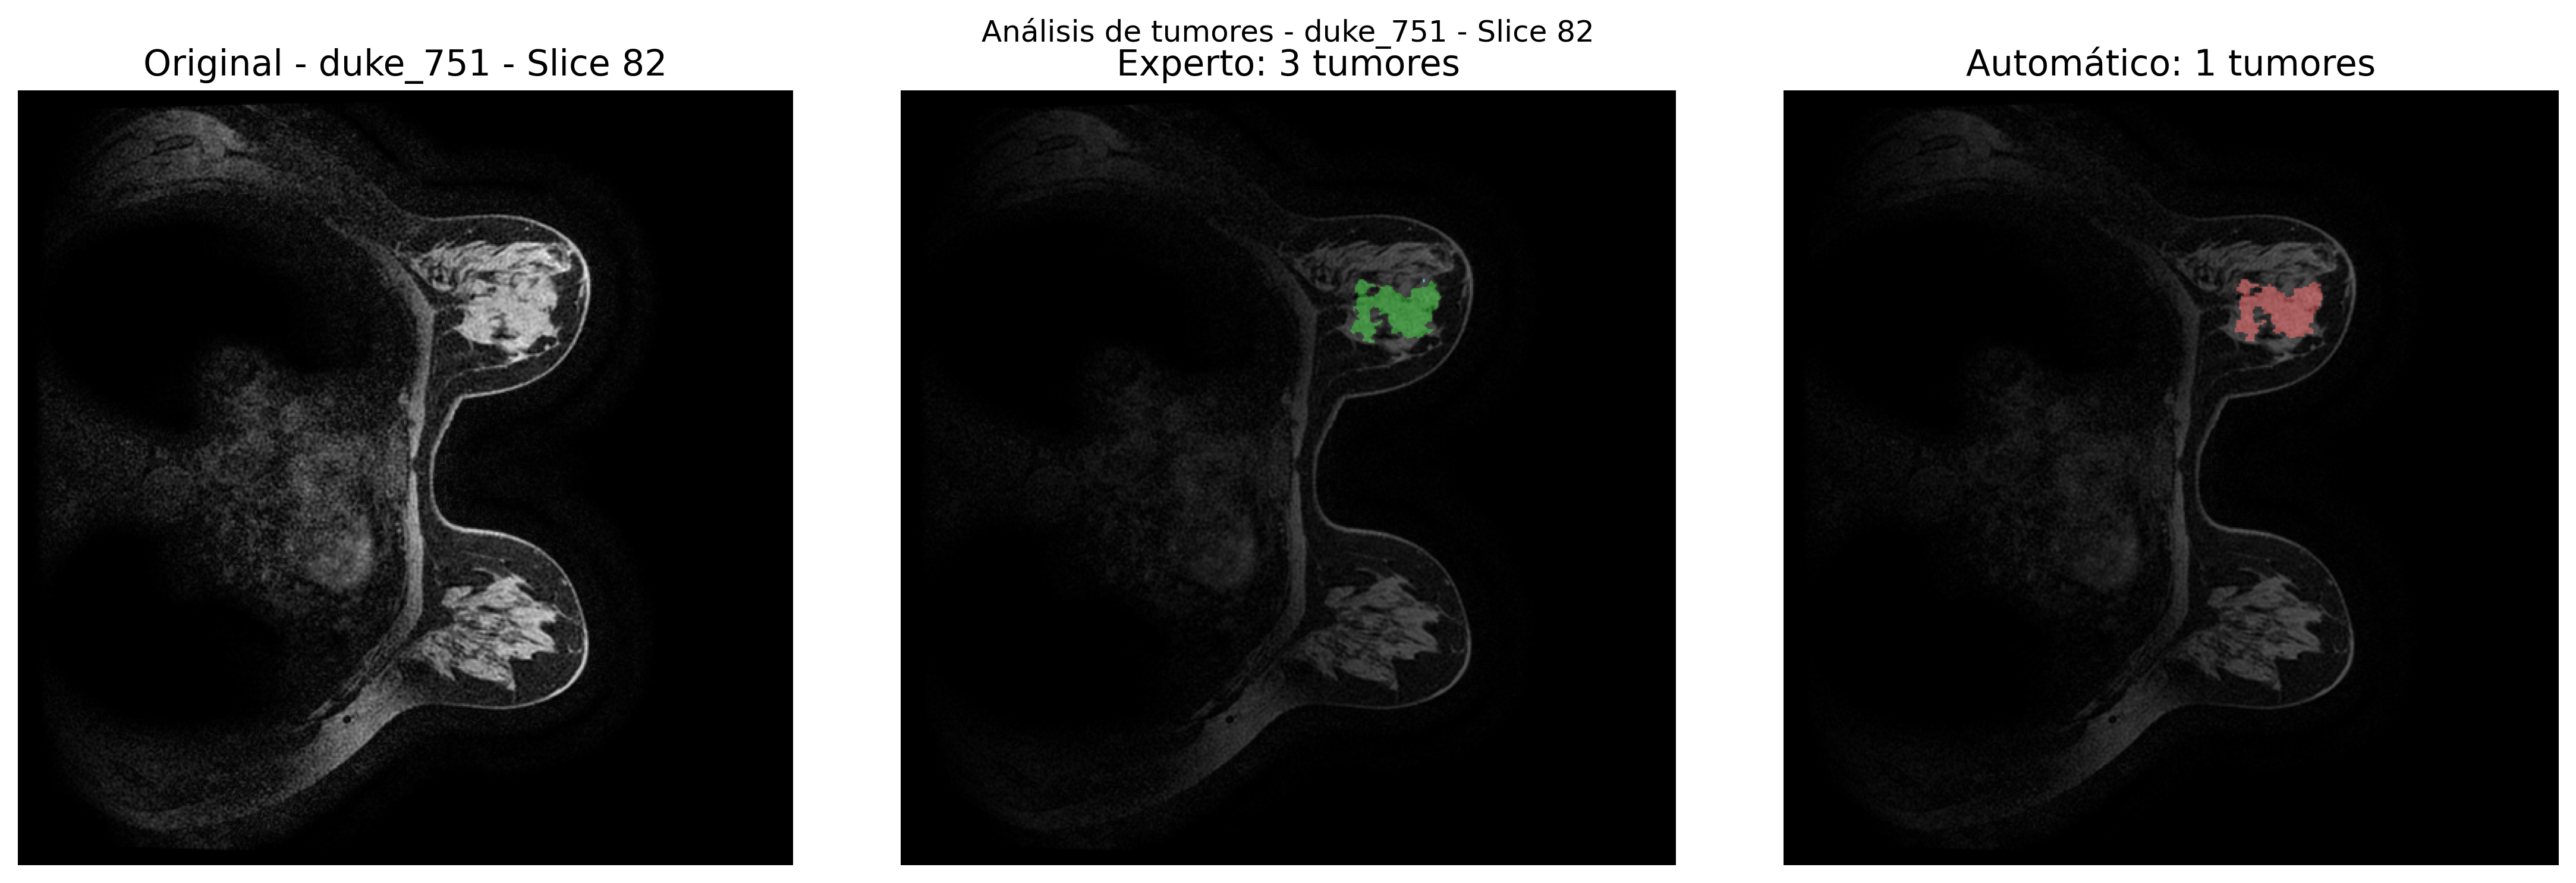 Análisis de tumores - duke_751 - Slice 82
Original - duke_751 - Slice 82
Experto: 3 tumores
Automático: 1 tumores